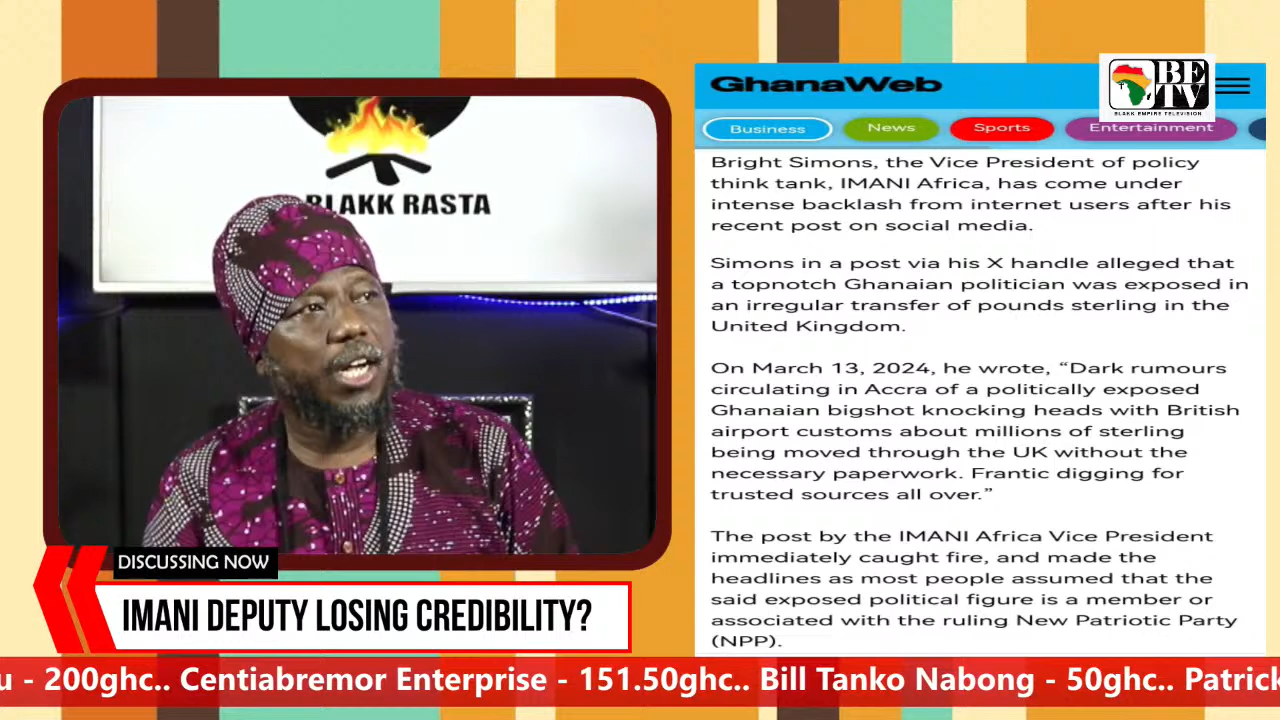 BLAKK RASTA
DISCUSSING NOW
IMANI DEPUTY LOSING CREDIBILITY?
GhanaWeb
BE
TV
BLAKK EMPIRE TELEVISION
Business
News
Sports
Entertainment
Bright Simons, the Vice President of policy
think tank, IMANI Africa, has come under
intense backlash from internet users after his
recent post on social media.
Simons in a post via his X handle alleged that
a topnotch Ghanaian politician was exposed in
an irregular transfer of pounds sterling in the
United Kingdom.
On March 13, 2024, he wrote, “Dark rumours
circulating in Accra of a politically exposed
Ghanaian bigshot knocking heads with British
airport customs about millions of sterling
being moved through the UK without the
necessary paperwork. Frantic digging for
trusted sources all over.”
The post by the IMANI Africa Vice President
immediately caught fire, and made the
headlines as most people assumed that the
said exposed political figure is a member or
associated with the ruling New Patriotic Party
(NPP).
u - 200ghc.. Centiabremor Enterprise - 151.50ghc.. Bill Tanko Nabong - 50ghc.. Patrick